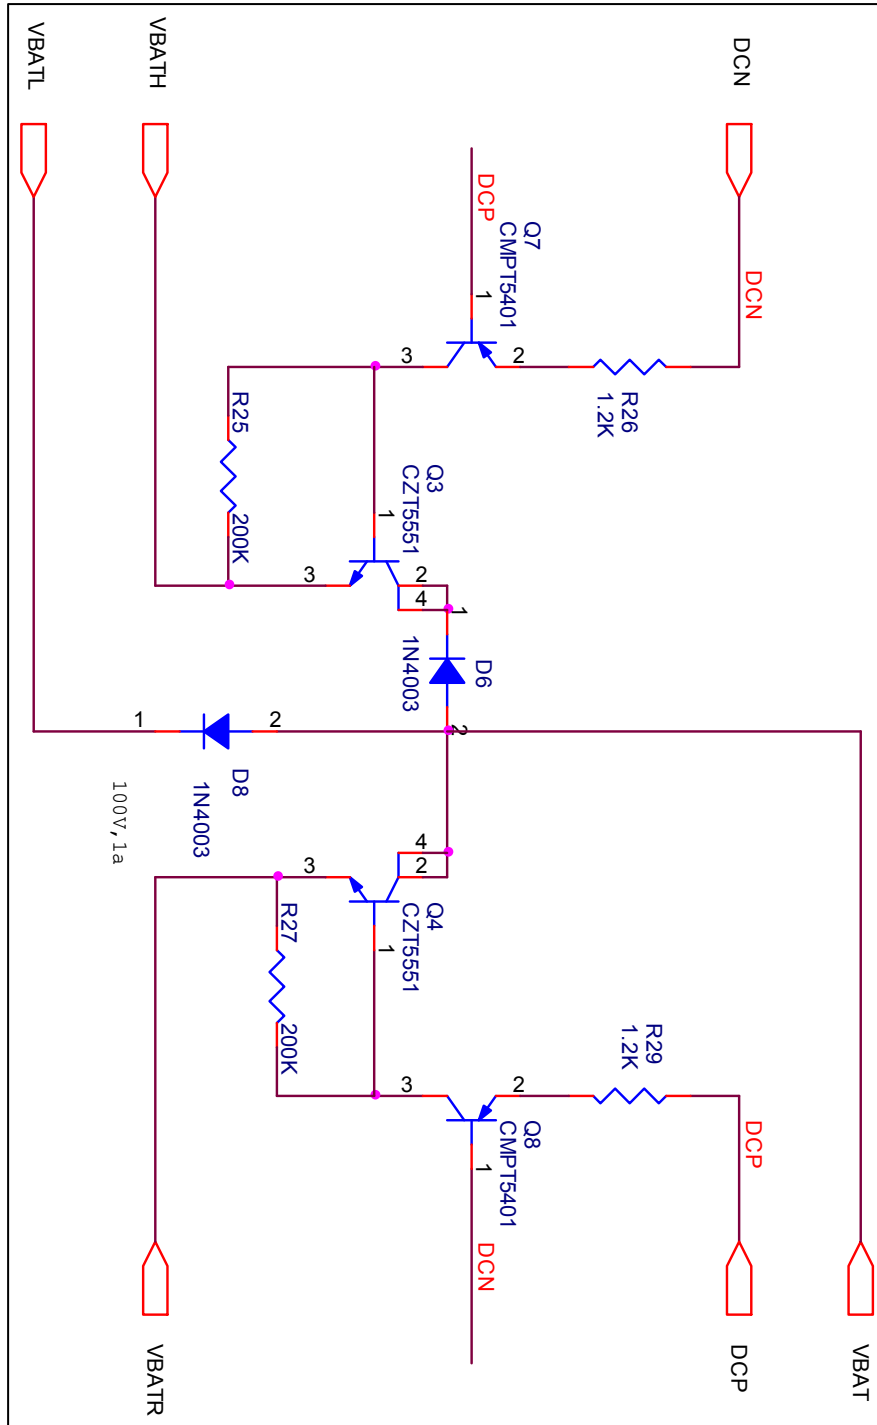 VBATL
VBATH
DCN
DCP
DCN
Q7
CMPT5401
1
3
2
R26
1.2K
R25
200K
Q3
CZT5551
1
3
2
4
1
D6
1N4003
2
1
2
D8
1N4003
100V,1a
4
2
3
Q4
CZT5551
1
R27
200K
R29
1.2K
3
2
Q8
CMPT5401
1
DCP
DCN
VBATR
DCP
VBAT